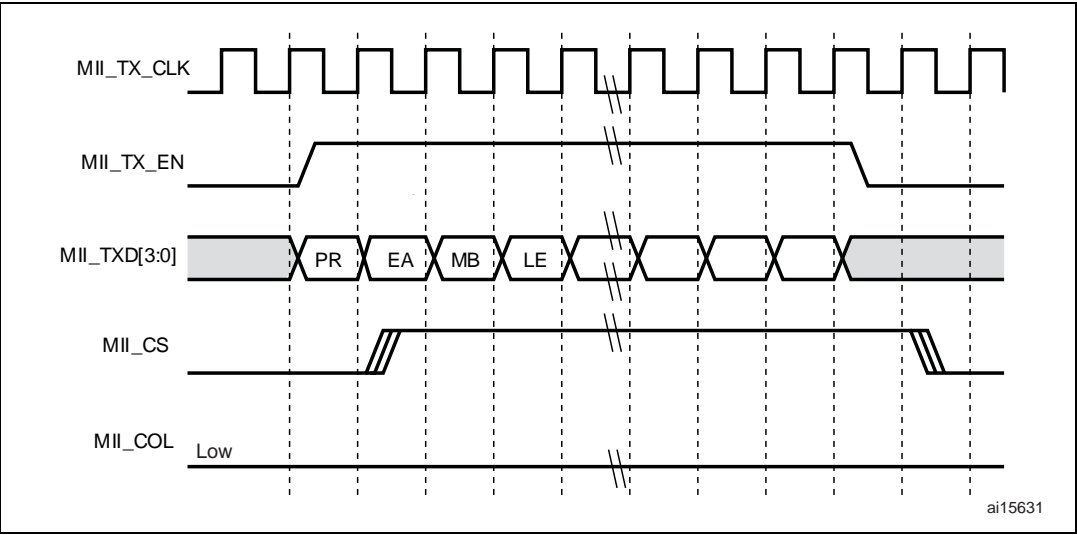 MII_TX_CLK
MII_TX_EN
MII_TXD[3:0]
PR EA MB LE
MII_CS
MII_COL Low
ai15631